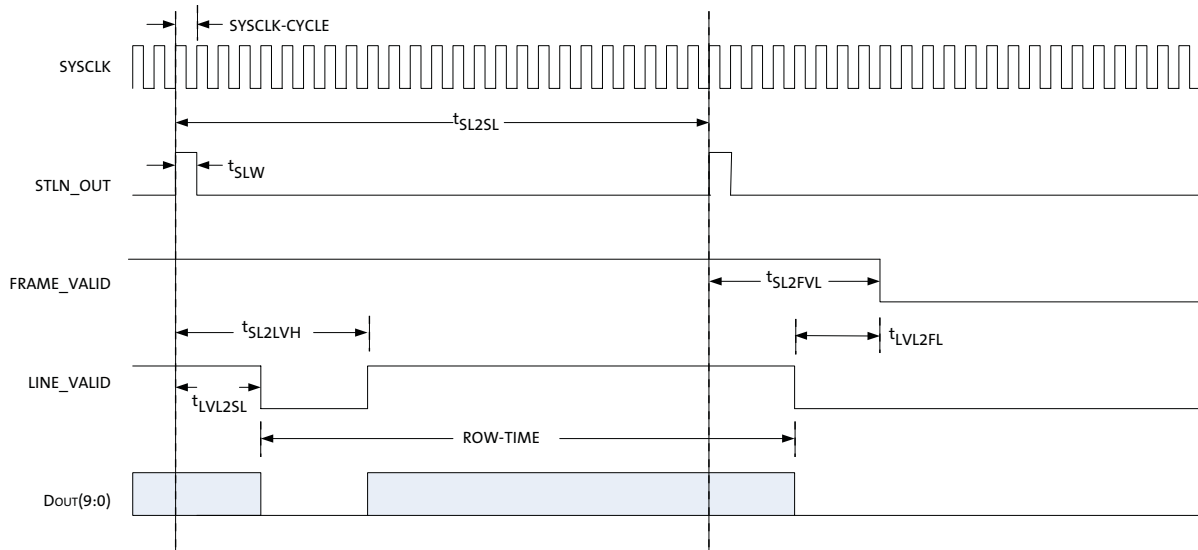 SYSCLK-CYCLE
SYSCLK
tSL2SL
tSLW
STLN_OUT
tSL2FVL
FRAME_VALID
tSL2LVH
tLVL2FL
LINE_VALID
tLVL2SL
ROW-TIME
DOUT(9:0)